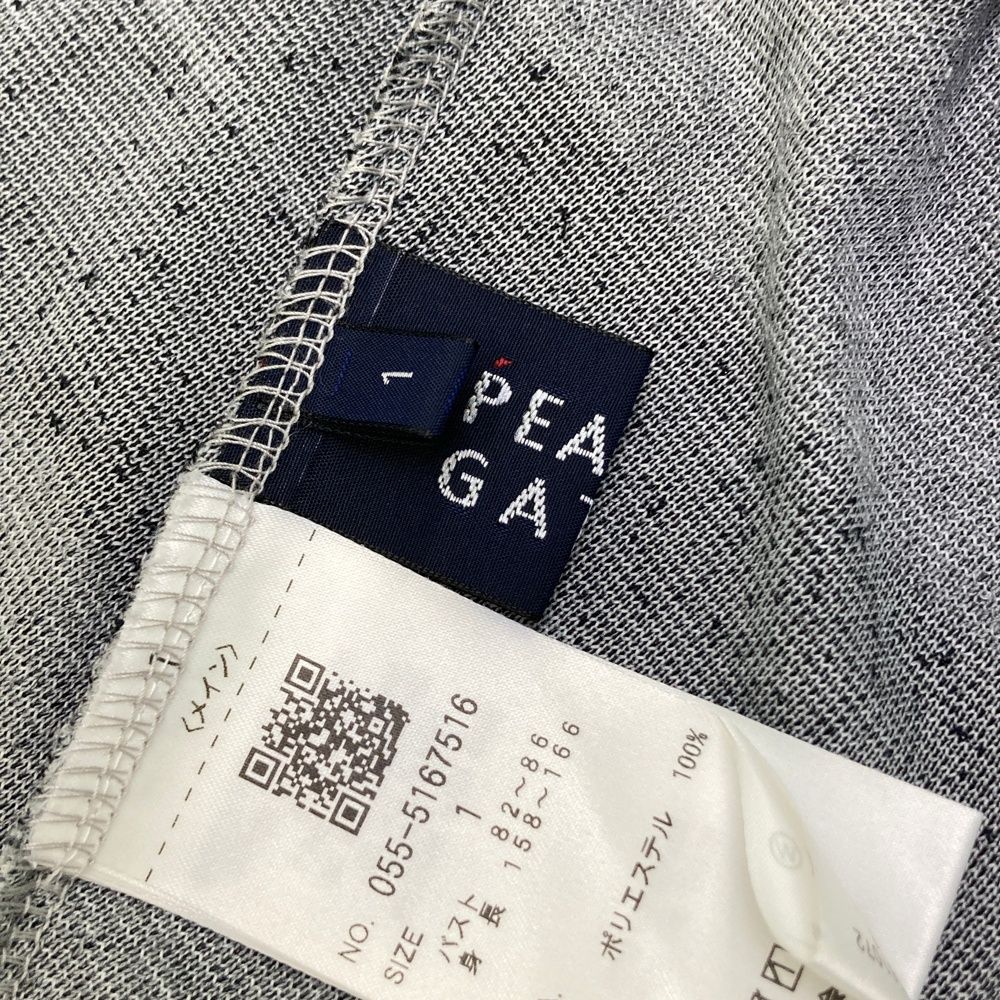 1
PEA
GA
〈メイン〉
NO. 055-5167516
SIZE 1
バスト 82〜86
身長 158〜166
ポリエステル 100%